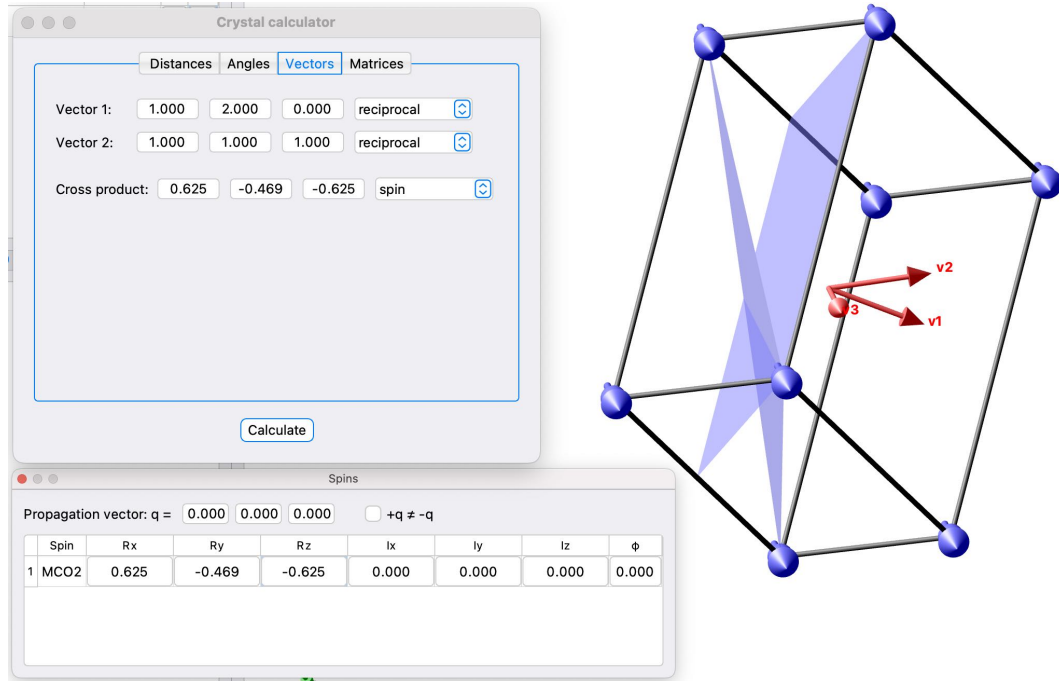 Crystal calculator
Distances Angles Vectors Matrices
Vector 1: 1.000 2.000 0.000 reciprocal
Vector 2: 1.000 1.000 1.000 reciprocal
Cross product: 0.625 -0.469 -0.625 spin
Calculate
v2
v3
v1
Spins
Propagation vector: q = 0.000 0.000 0.000 +q ≠ -q
Spin Rx Ry Rz Ix Iy Iz ϕ
1 MCO2 0.625 -0.469 -0.625 0.000 0.000 0.000 0.000